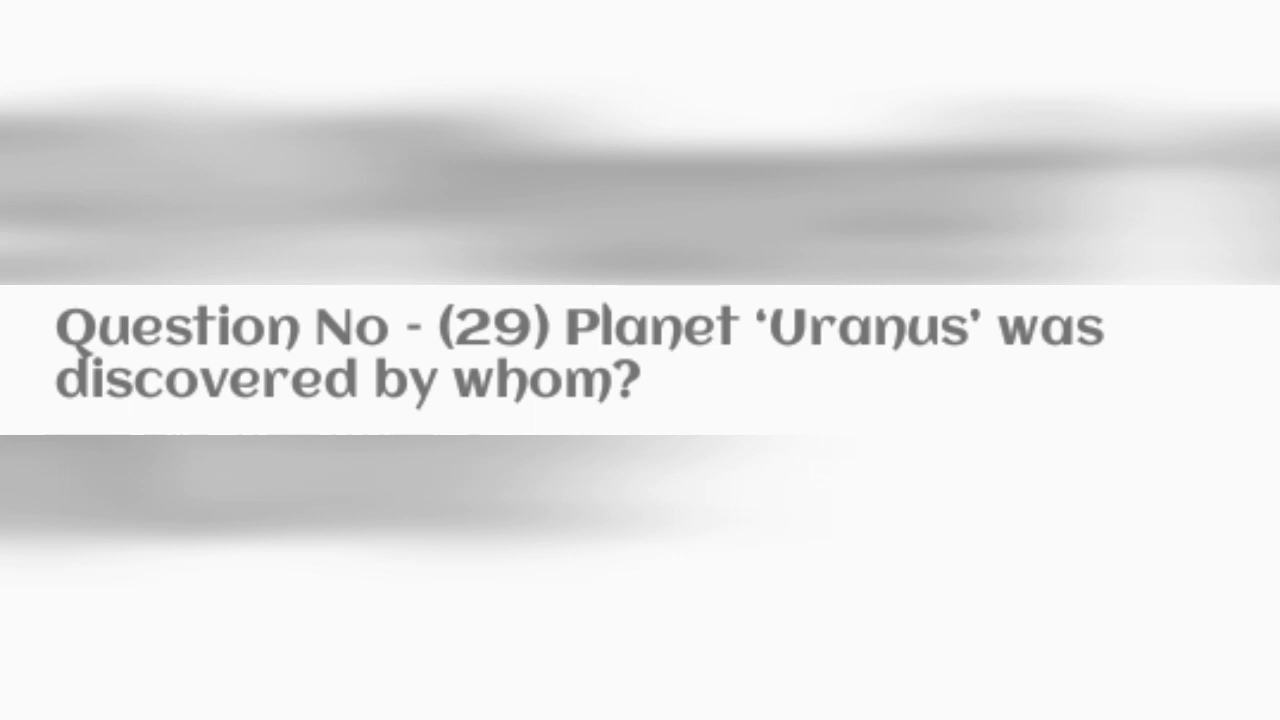 Question No - (29) Planet ‘Uranus’ was
discovered by whom?